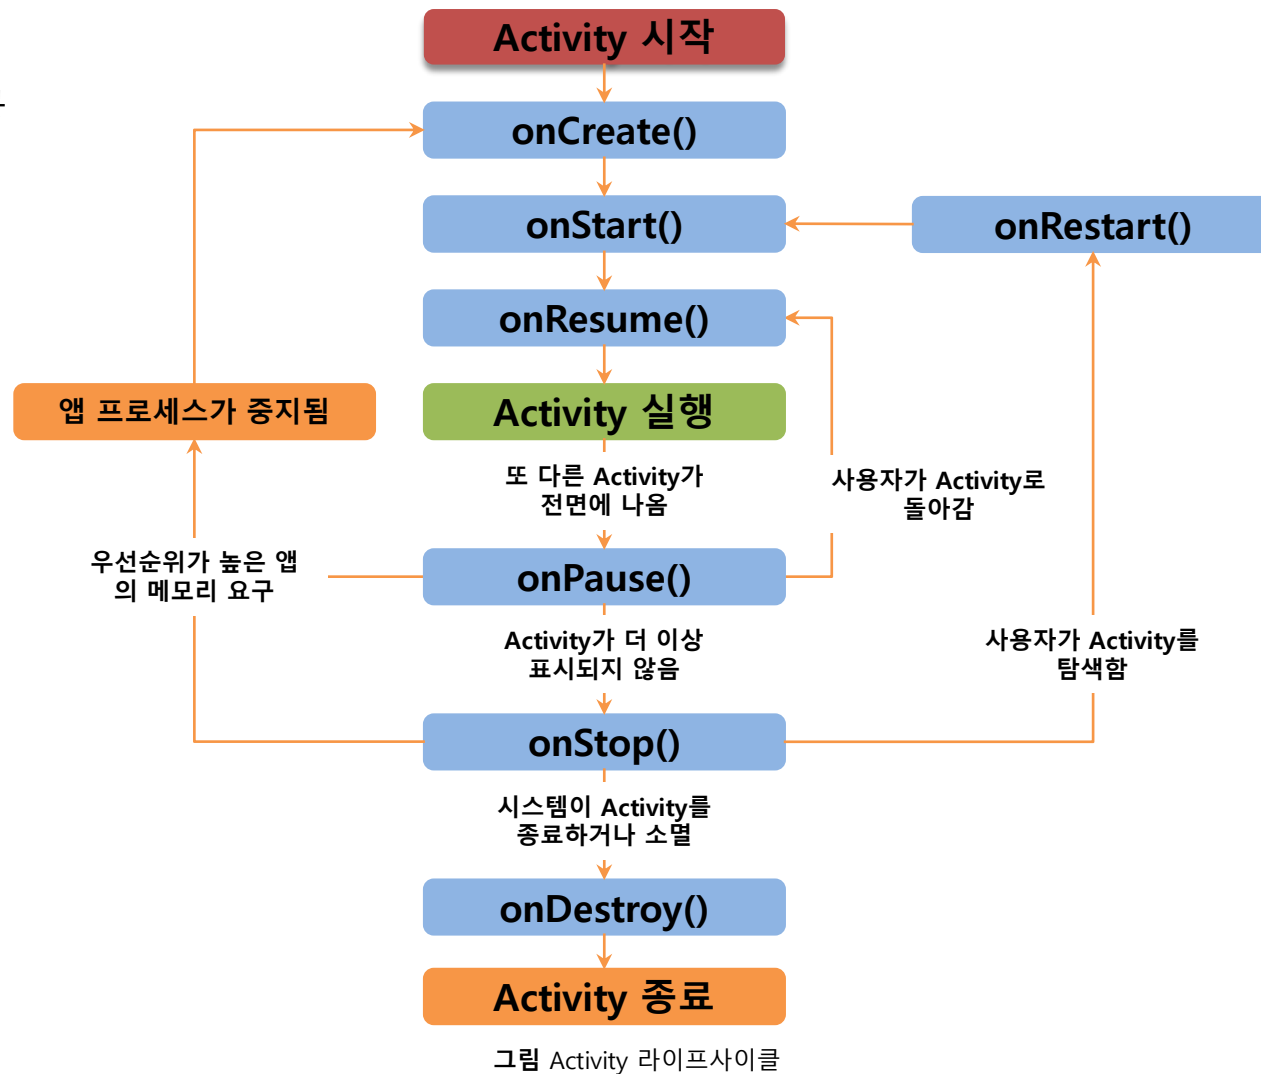 Activity 시작
onCreate()
onStart()
onRestart()
onResume()
앱 프로세스가 중지됨
Activity 실행
또 다른 Activity가
전면에 나옴
사용자가 Activity로
돌아감
우선순위가 높은 앱
의 메모리 요구
onPause()
Activity가 더 이상
표시되지 않음
사용자가 Activity를
탐색함
onStop()
시스템이 Activity를
종료하거나 소멸
onDestroy()
Activity 종료
그림 Activity 라이프사이클